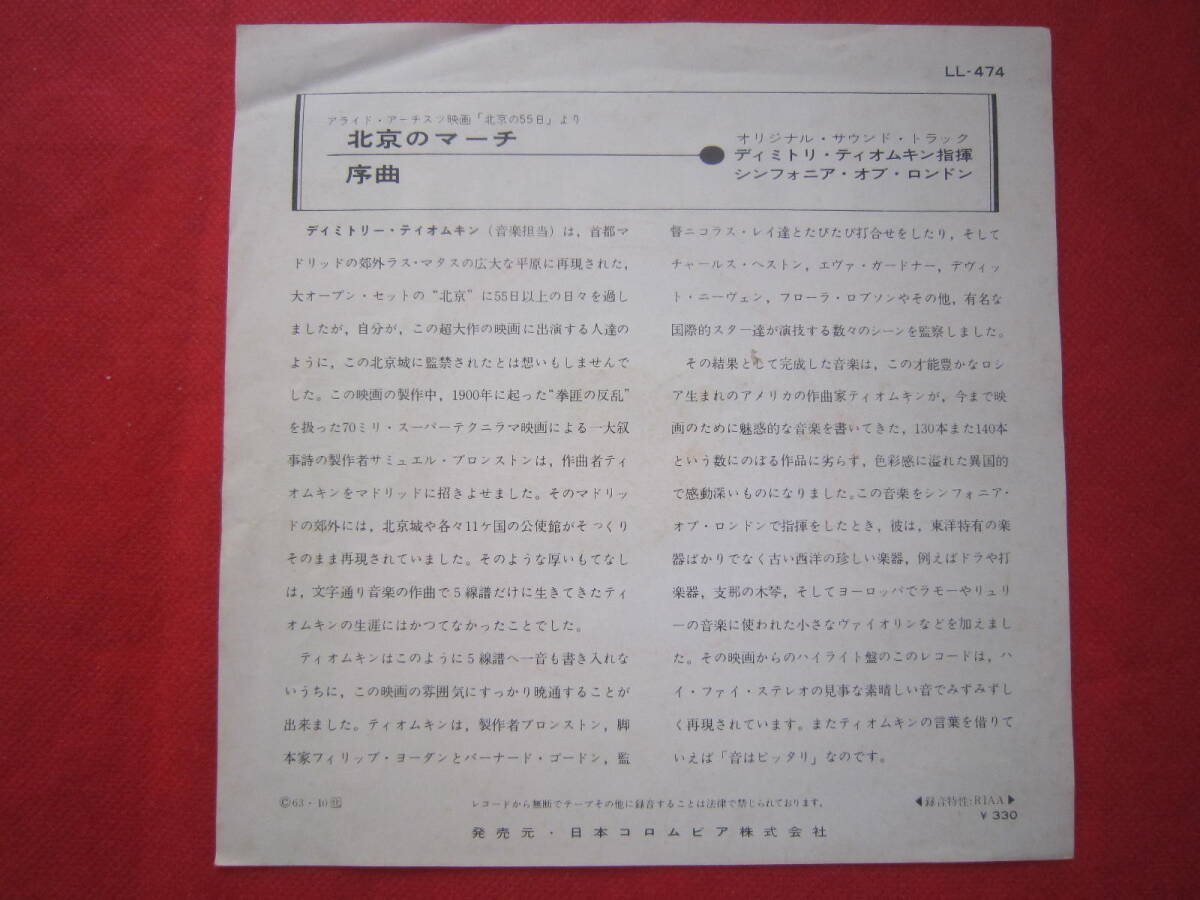 LL-474
アライド・アーチスツ映画「北京の55日」より
北京のマーチ
序曲
オリジナル・サウンド・トラック
ディミトリ・ティオムキン指揮
シンフォニア・オブ・ロンドン
ディミトリー・テイオムキン（音楽担当）は，首都マ
ドリッドの郊外ラス・マタスの広大な平原に再現された，
大オープン・セットの“北京”に55日以上の日々を過し
ましたが，自分が，この超大作の映画に出演する人達の
ように，この北京城に監禁されたとは想いもしませんで
した。この映画の製作中，1900年に起った“拳匪の反乱”
を扱った70ミリ・スーパーテクニラマ映画による一大叙
事詩の製作者サミュエル・ブロンストンは，作曲者ティ
オムキンをマドリッドに招きよせました。そのマドリッ
ドの郊外には，北京城や各々11ケ国の公使館がそっくり
そのまま再現されていました。そのような厚いもてなし
は，文字通り音楽の作曲で５線譜だけに生きてきたティ
オムキンの生涯にはかつてなかったことでした。
ティオムキンはこのように５線譜へ一音も書き入れな
いうちに，この映画の雰囲気にすっかり暁通することが
出来ました。ティオムキンは，製作者ブロンストン，脚
本家フィリップ・ヨーダンとバーナード・ゴードン，監
督ニコラス・レイ達とたびたび打合せをしたり，そして
チャールス・ヘストン，エヴァ・ガードナー，デヴィッ
ト・ニーヴェン，フローラ・ロブソンやその他，有名な
国際的スター達が演技する数々のシーンを監察しました。
その結果として完成した音楽は，この才能豊かなロシ
ア生まれのアメリカの作曲家ティオムキンが，今まで映
画のために魅惑的な音楽を書いてきた，130本また140本
という数にのぼる作品に劣らず，色彩感に溢れた異国的
で感動深いものになりました。この音楽をシンフォニア・
オブ・ロンドンで指揮をしたとき，彼は，東洋特有の楽
器ばかりでなく古い西洋の珍しい楽器，例えばドラや打
楽器，支那の木琴，そしてヨーロッパでラモーやリュリ
ーの音楽に使われた小さなヴァイオリンなどを加えまし
た。その映画からのハイライト盤のこのレコードは，ハ
イ・ファイ・ステレオの見事な素晴しい音でみずみずし
く再現されています。またティオムキンの言葉を借りて
いえば「音はピッタリ」なのです。
©63・10
レコードから無断でテープその他に録音することは法律で禁じられております。
◀録音特性：RIAA▶
￥330
発売元・日本コロムビア株式会社